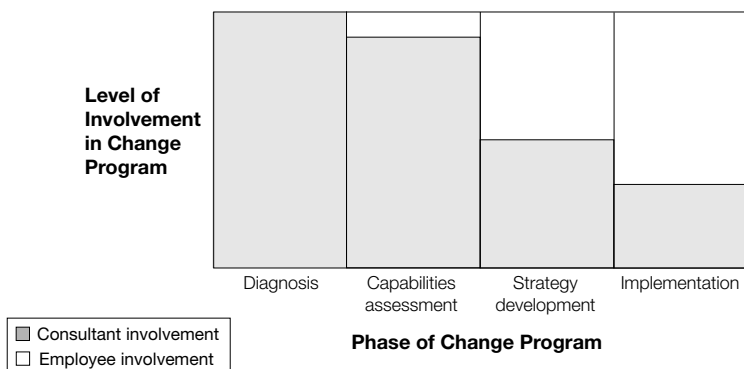 Level of
Involvement
in Change
Program
Diagnosis
Capabilities
assessment
Strategy
development
Implementation
Phase of Change Program
Consultant involvement
Employee involvement